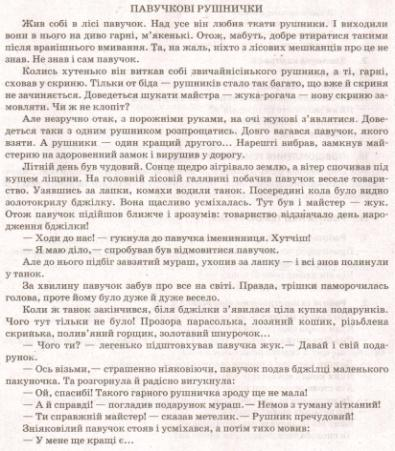 ПАВУЧКОВІ РУШНИЧКИ
Жив собі в лісі павучок. Над усе він любив ткати рушники. І виходили
вони в нього на диво гарні, м'якенькі. Отож, мабуть, добре втиратися такими
після вранішнього вмивання. Та, на жаль, ніхто з лісових мешканців про це не
знав. Не знав і сам павучок.
Колись хутенько він виткав собі звичайнісінького рушника, а ті, гарні,
сховав у скриню. Тільки от біда — рушників стало так багато, що вже й скриня
не зачиняється. Доведеться шукати майстра — жука-рогача — нову скриню за-
мовляти. Чи ж не клопіт?
Але незручно отак, з порожніми руками, на очі жукові з'являтися. Дове-
деться таки з одним рушником розпрощатись. Довго вагався павучок, якого
взяти. А рушники — один кращий другого... Нарешті вибрав, замкнув май-
стерню на здоровенний замок і вирушив у дорогу.
Літній день був чудовий. Сонце щедро зігрівало землю, а вітер спочивав під
кущем ліщини. На головній лісовій галявині побачив павучок веселе товари-
ство. Узявшись за лапки, комахи водили танок. Посередині кола було видно
золотокрилу бджілку. Вона щасливо усміхалась. Тут був і майстер — жук.
Отож павучок підійшов ближче і зрозумів: товариство відзначало день наро-
дження бджілки!
— Ходи до нас! — гукнула до павучка іменинниця. Хутчіш!
— Я маю діло,— спробував був відмовитися павучок.
Але до нього підбіг завзятий мураш, ухопив за лапку — і всі знов полинули
у танок.
За хвилину павучок забув про все на світі. Правда, трішки паморочилась
голова, проте йому було дуже й дуже весело.
Коли ж танок закінчився, біля бджілки з'явилася ціла купка подарунків.
Чого тут тільки не було! Прозора парасолька, лозяний кошик, різьблена
скринька, полив'яний горщик, золотавий шнурочок...
— Чого ти? — легенько підштовхував павучка жук.— Давай і свій пода-
рунок.
— Ось візьми,— страшенно ніяковіючи, павучок подав бджілці маленького
пакуночка. Та розгорнула й радісно вигукнула:
— Ой, спасибі! Такого гарного рушничка зроду ще не мала!
— А й справді! — погладив подарунок мураш.— Немов з туману зітканий!
— Ти справжній майстер! — сказав метелик.— Рушник пречудовий!
Зніяковілий павучок стояв і усміхався, а потім тихо мовив:
— У мене ще кращі є...